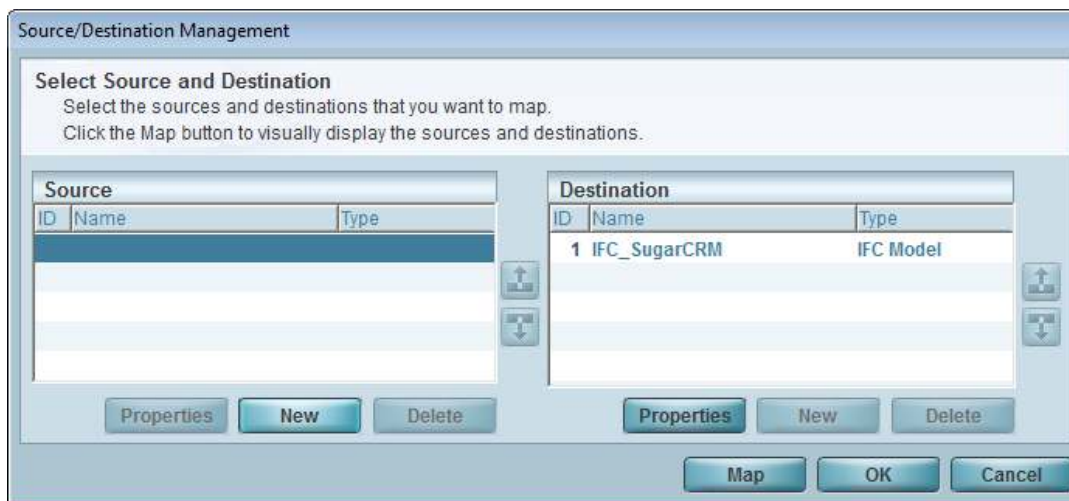 Source/Destination Management
Select Source and Destination
Select the sources and destinations that you want to map.
Click the Map button to visually display the sources and destinations.
Source
ID Name Type
Destination
ID Name Type
1 IFC_SugarCRM IFC Model
Properties New Delete
Properties New Delete
Map OK Cancel